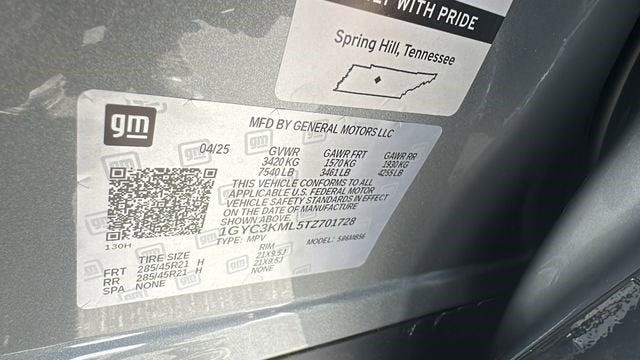 WITH PRIDE
Spring Hill, Tennessee
gm
MFD BY GENERAL MOTORS LLC
04/25 GVWR GAWR FRT GAWR RR
3420 KG 1570 KG 1930 KG
7540 LB 3461 LB 4255 LB
THIS VEHICLE CONFORMS TO ALL
APPLICABLE U.S. FEDERAL MOTOR
VEHICLE SAFETY STANDARDS IN EFFECT
ON THE DATE OF MANUFACTURE
SHOWN ABOVE.
1GYC3KML5TZ701728
130H
TYPE: MPV MODEL:
TIRE SIZE RIM
FRT 285/45R21 H 21X9.5J
RR 285/45R21 H 21X9.5J
SPA NONE NONE